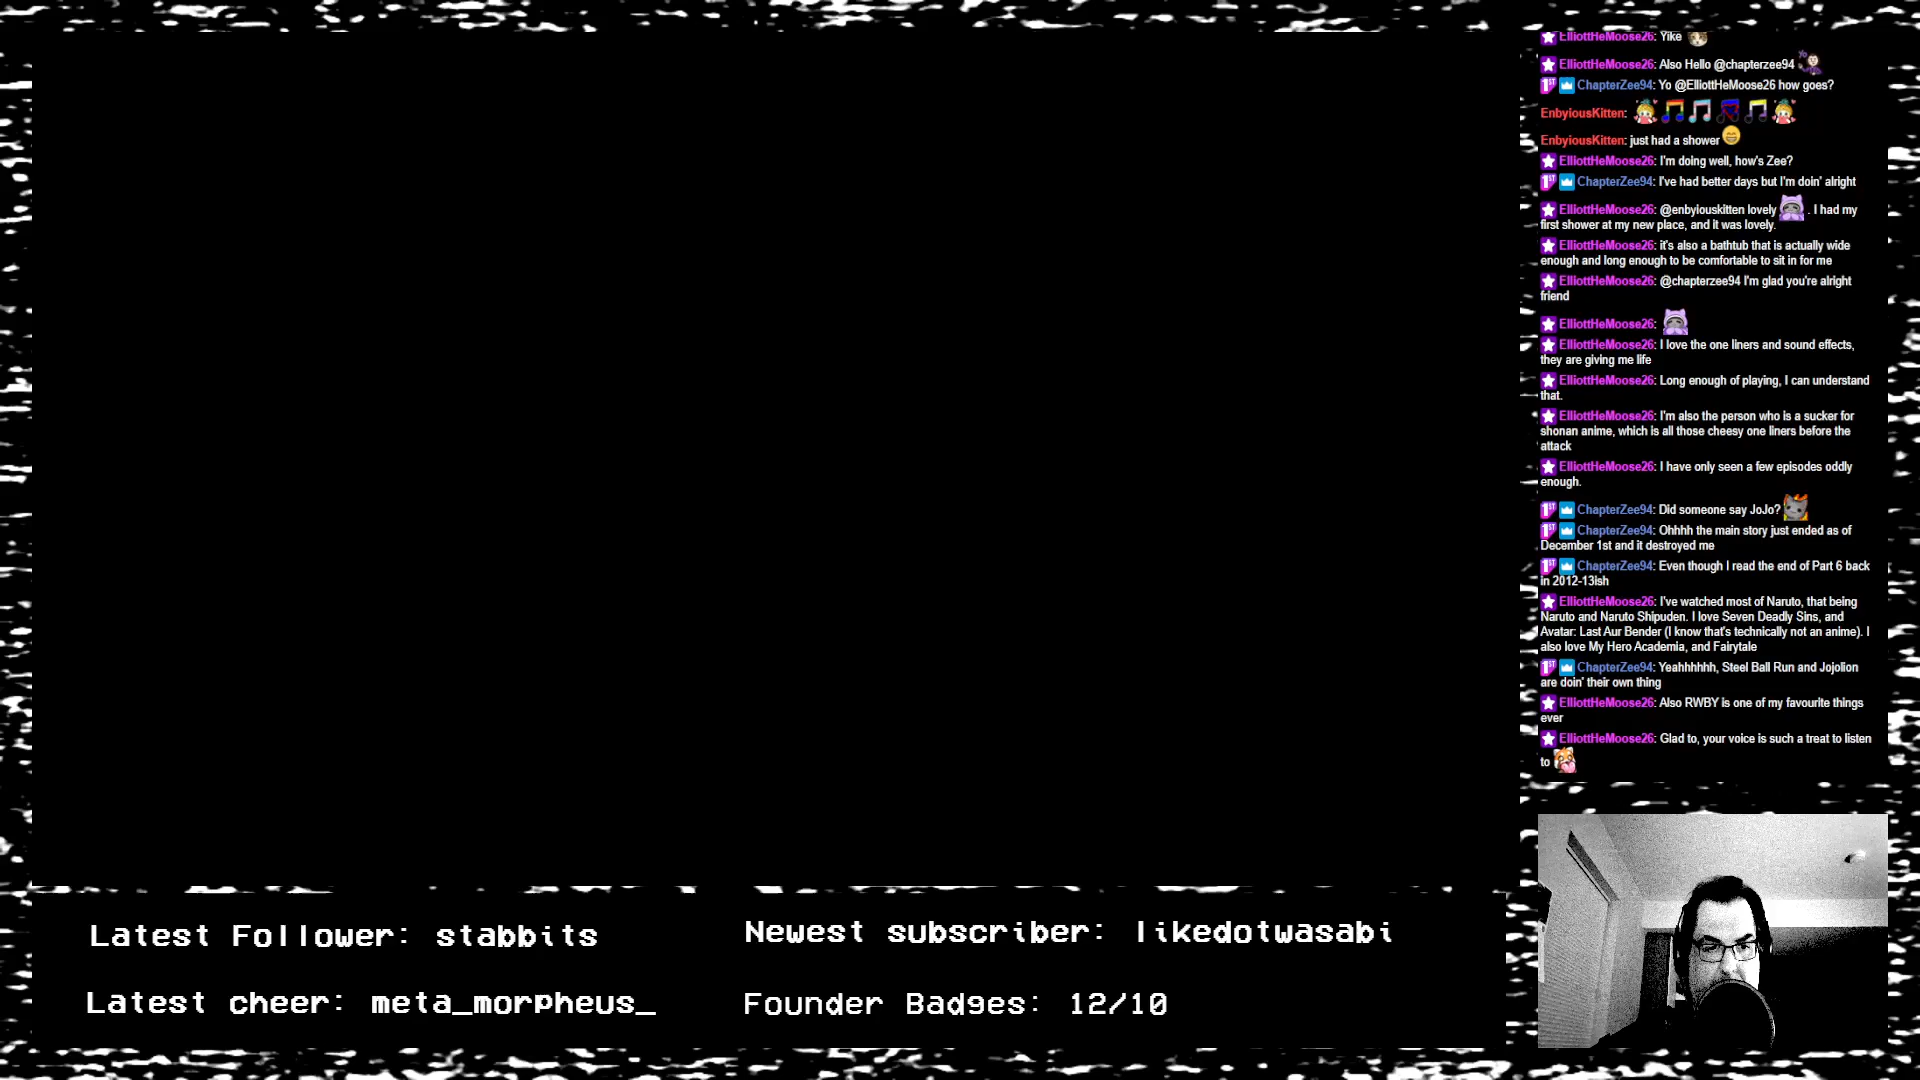 ElliottHeMoose26: Yike
ElliottHeMoose26: Also Hello @chapterzee94
ChapterZee94: Yo @ElliottHeMoose26 how goes?
EnbyiousKitten:
EnbyiousKitten: just had a shower
ElliottHeMoose26: I'm doing well, how's Zee?
ChapterZee94: I've had better days but I'm doin' alright
ElliottHeMoose26: @enbyiouskitten lovely . I had my
first shower at my new place, and it was lovely.
ElliottHeMoose26: it's also a bathtub that is actually wide
enough and long enough to be comfortable to sit in for me
ElliottHeMoose26: @chapterzee94 I'm glad you're alright
friend
ElliottHeMoose26:
ElliottHeMoose26: I love the one liners and sound effects,
they are giving me life
ElliottHeMoose26: Long enough of playing, I can understand
that.
ElliottHeMoose26: I'm also the person who is a sucker for
shonan anime, which is all those cheesy one liners before the
attack
ElliottHeMoose26: I have only seen a few episodes oddly
enough.
ChapterZee94: Did someone say JoJo?
ChapterZee94: Ohhhh the main story just ended as of
December 1st and it destroyed me
ChapterZee94: Even though I read the end of Part 6 back
in 2012-13ish
ElliottHeMoose26: I've watched most of Naruto, that being
Naruto and Naruto Shipuden. I love Seven Deadly Sins, and
Avatar: Last Aur Bender (I know that's technically not an anime). I
also love My Hero Academia, and Fairytale
ChapterZee94: Yeahhhhhh, Steel Ball Run and Jojolion
are doin' their own thing
ElliottHeMoose26: Also RWBY is one of my favourite things
ever
ElliottHeMoose26: Glad to, your voice is such a treat to listen
to
Latest Follower: stabbits
Newest subscriber: likedotwasabi
Latest cheer: meta_morpheus_
Founder Badges: 12/10